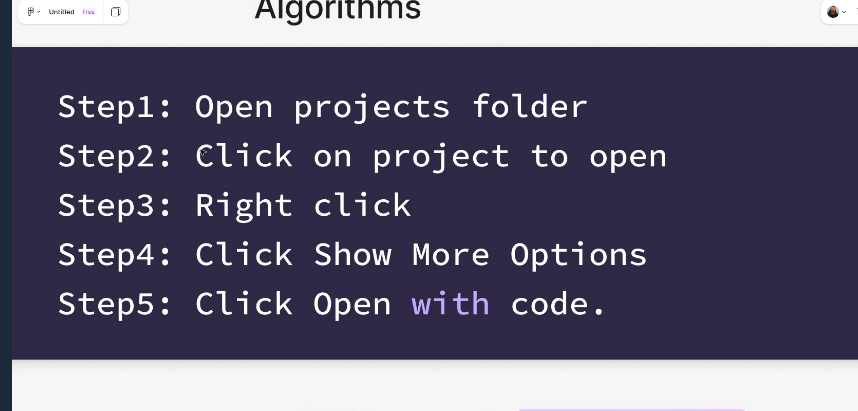 Untitled Free
Algorithms
Step1: Open projects folder
Step2: Click on project to open
Step3: Right click
Step4: Click Show More Options
Step5: Click Open with code.